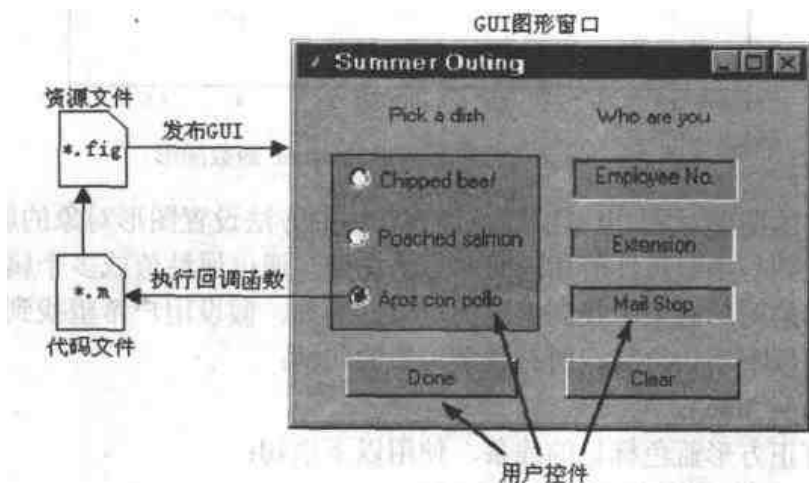 GUI图形窗口
Summer Outing
资源文件
*.fig
发布GUI
Pick a dish
Who are you
Chipped beef
Employee No.
Poached salmon
Extension
执行回调函数
*.m
Aroz con pollo
Mail Stop
代码文件
Done
Clear
用户控件